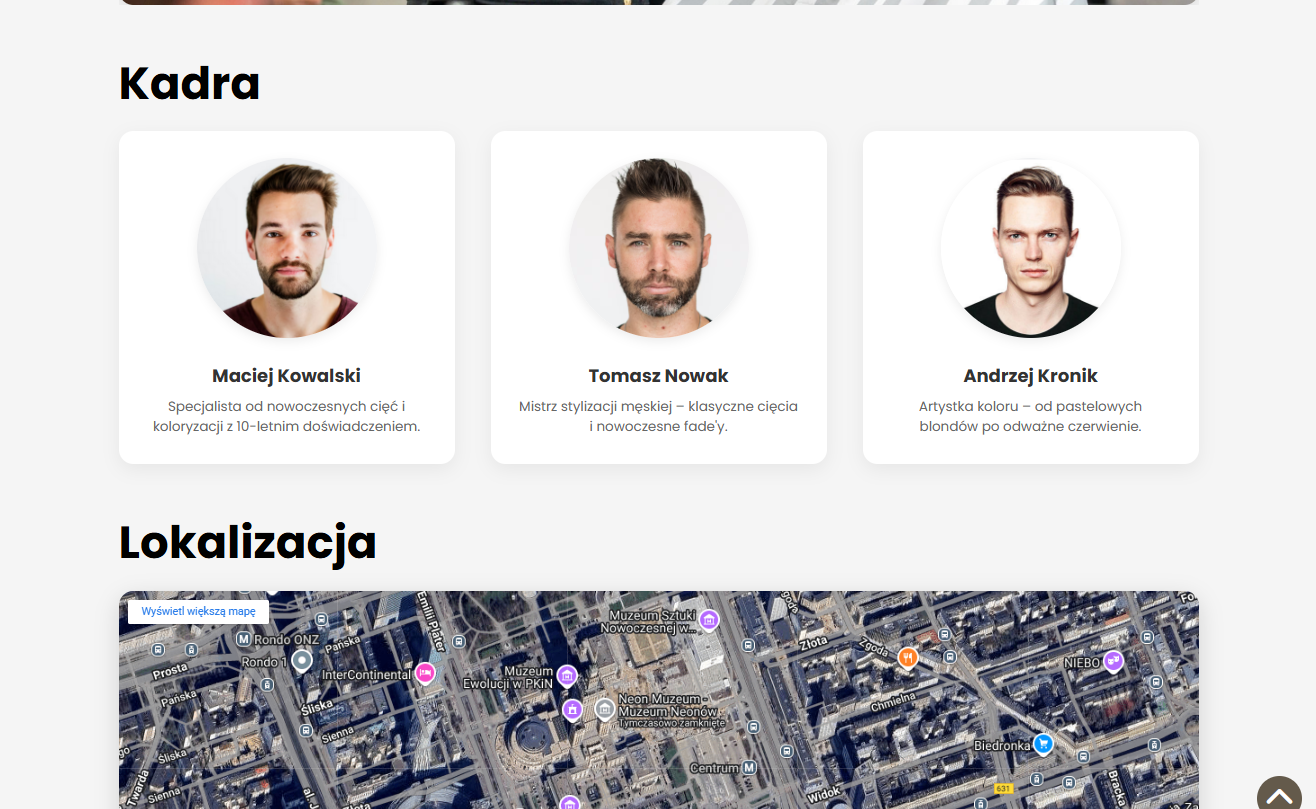 Kadra
Maciej Kowalski
Specjalista od nowoczesnych cięć i
koloryzacji z 10-letnim doświadczeniem.
Tomasz Nowak
Mistrz stylizacji męskiej – klasyczne cięcia
i nowoczesne fade'y.
Andrzej Kronik
Artystka koloru – od pastelowych
blondów po odważne czerwienie.
Lokalizacja
Wyświetl większą mapę
Emilii Plater
Muzeum Sztuki
Nowoczesnej w...
M Rondo ONZ
Pańska
Złota
Zgoda
Rondo 1
Prosta
InterContinental
Muzeum
Ewolucji w PKiN
NIEBO
Pańska
Śliska
Neon Muzeum-
Muzeum Neonów
Tymczasowo zamknięte
Chmielna
Sienna
Śliska
Biedronka
Centrum M
Twarda
Sienna
Złota
Widok
631
Bracka